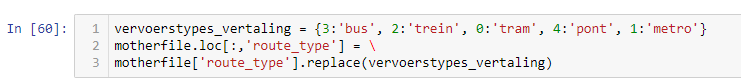 In [60]:
1 vervoerstypes_vertaling = {3:'bus', 2:'trein', 0:'tram', 4:'pont', 1:'metro'}
2 motherfile.loc[:,'route_type'] = \
3 motherfile['route_type'].replace(vervoerstypes_vertaling)